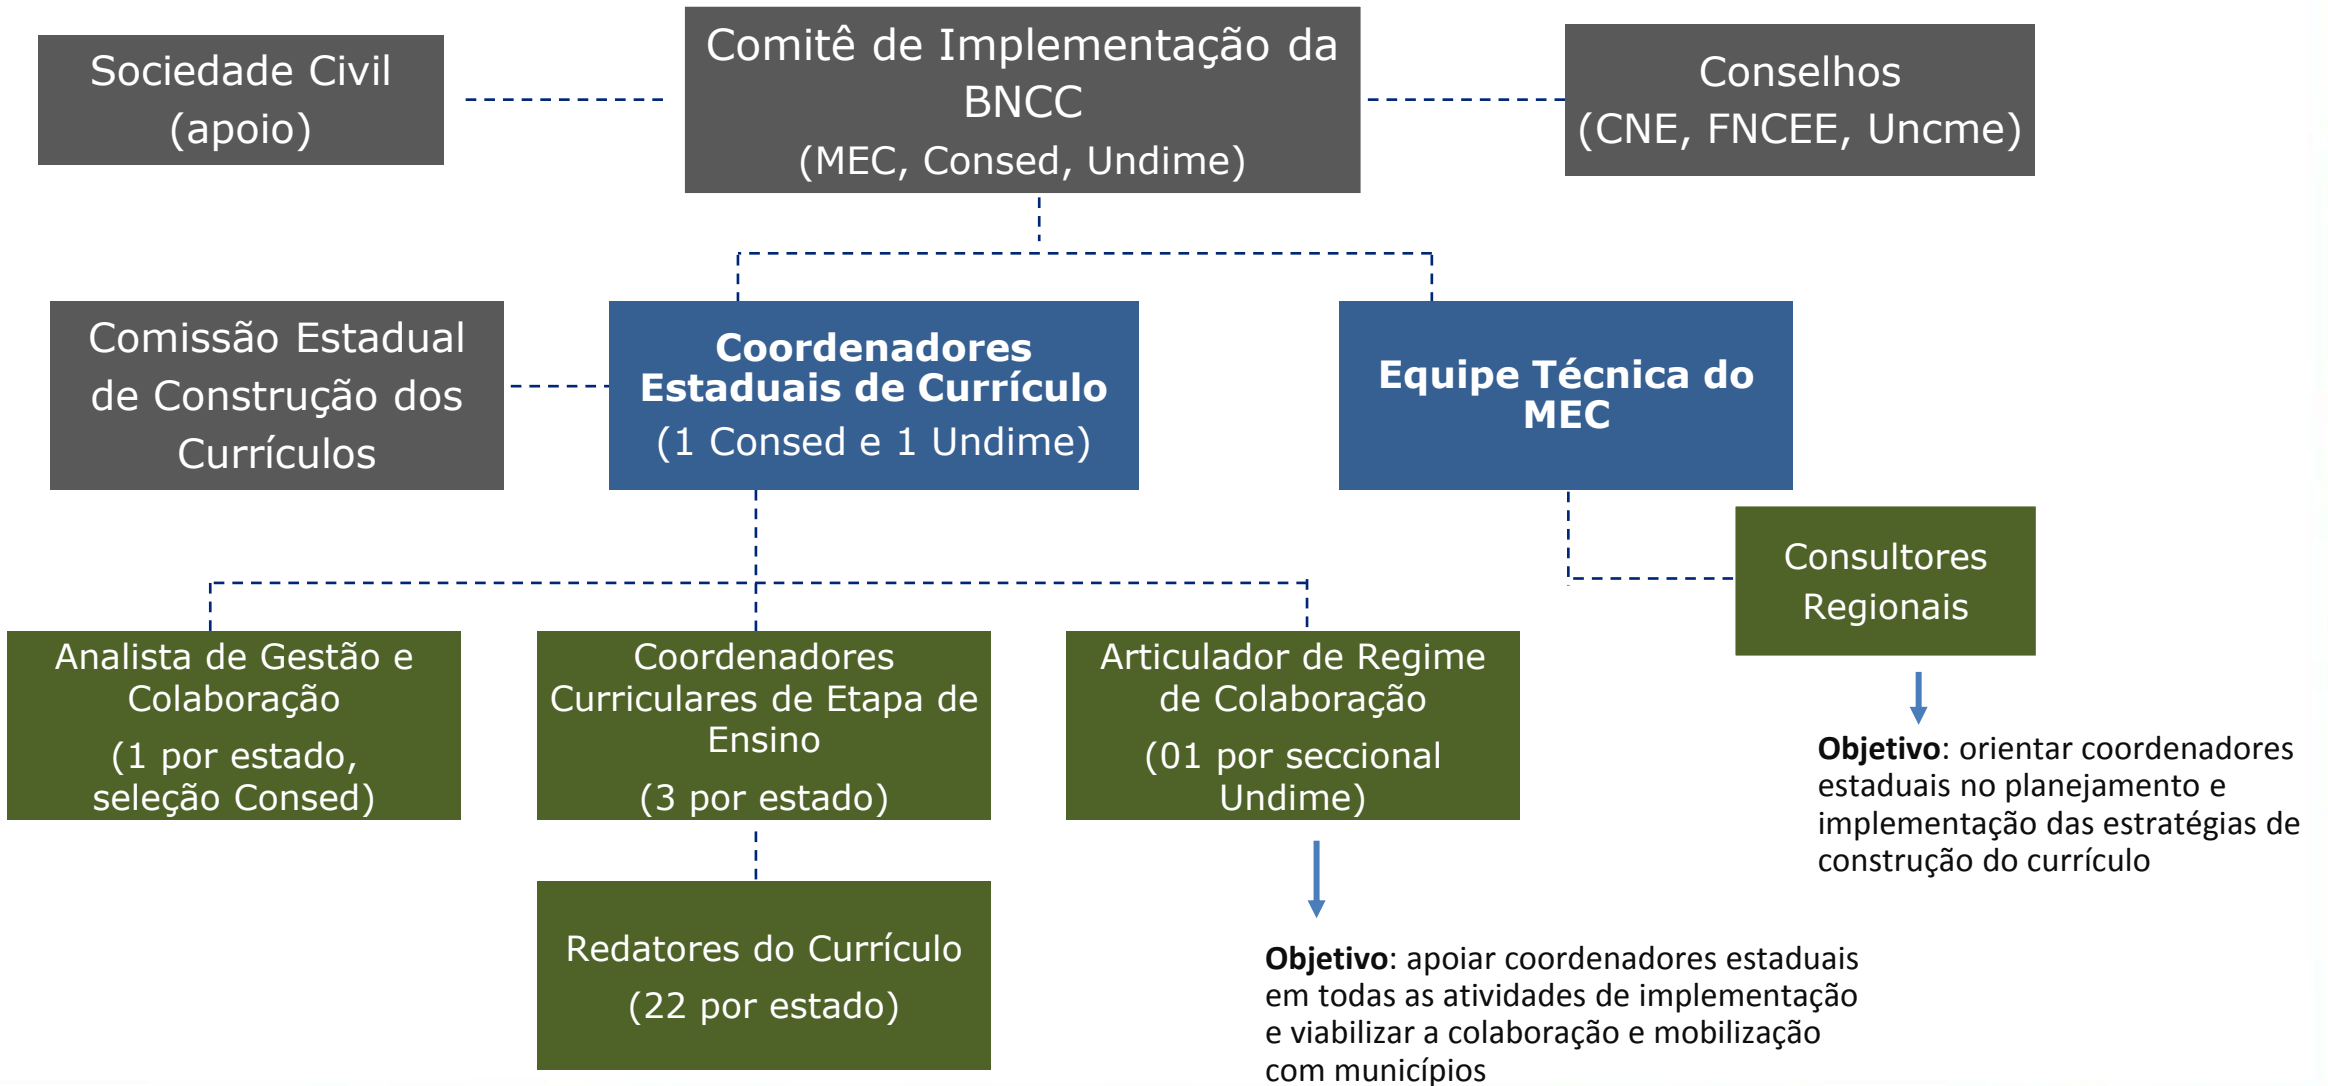 Sociedade Civil
(apoio)
Comitê de Implementação da
BNCC
(MEC, Consed, Undime)
Conselhos
(CNE, FNCEE, Uncme)
Comissão Estadual
de Construção dos
Currículos
Coordenadores
Estaduais de Currículo
(1 Consed e 1 Undime)
Equipe Técnica do
MEC
Consultores
Regionais
Analista de Gestão e
Colaboração
(1 por estado,
seleção Consed)
Coordenadores
Curriculares de Etapa de
Ensino
(3 por estado)
Articulador de Regime
de Colaboração
(01 por seccional
Undime)
Objetivo: orientar coordenadores
estaduais no planejamento e
implementação das estratégias de
construção do currículo
Redatores do Currículo
(22 por estado)
Objetivo: apoiar coordenadores estaduais
em todas as atividades de implementação
e viabilizar a colaboração e mobilização
com municípios